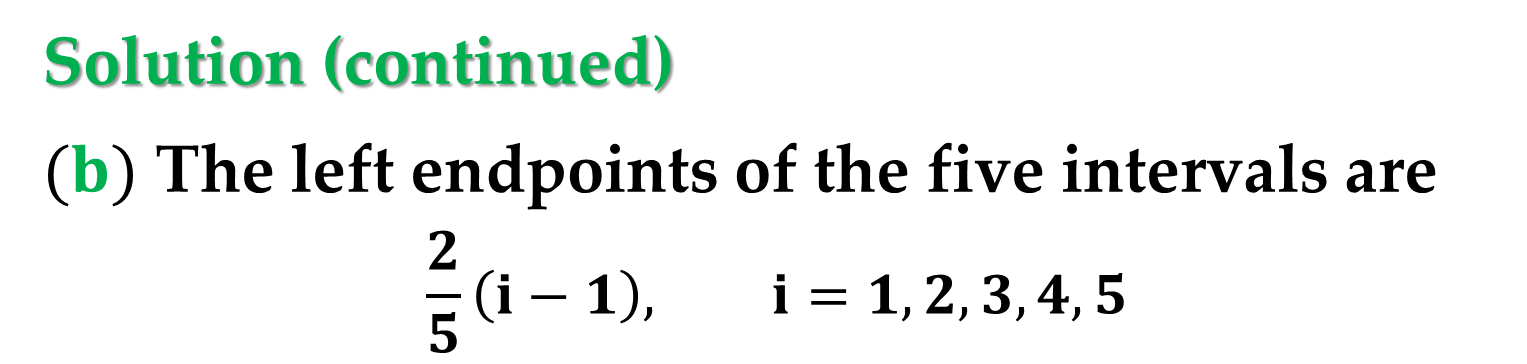 Solution (continued)
(b) The left endpoints of the five intervals are
2/5 (i − 1),    i = 1, 2, 3, 4, 5